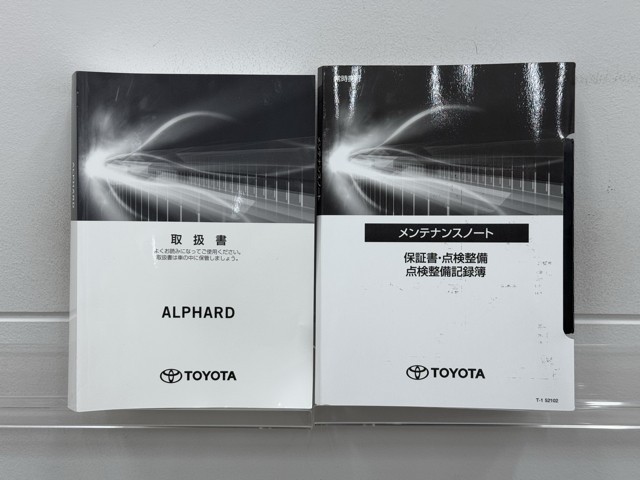 取扱書
よくお読みになってご使用ください。
取扱書は車の中に保管しましょう。
ALPHARD
TOYOTA
ALPHARD
メンテナンスノート
保証書・点検整備
点検整備記録簿
TOYOTA
T-1 52102